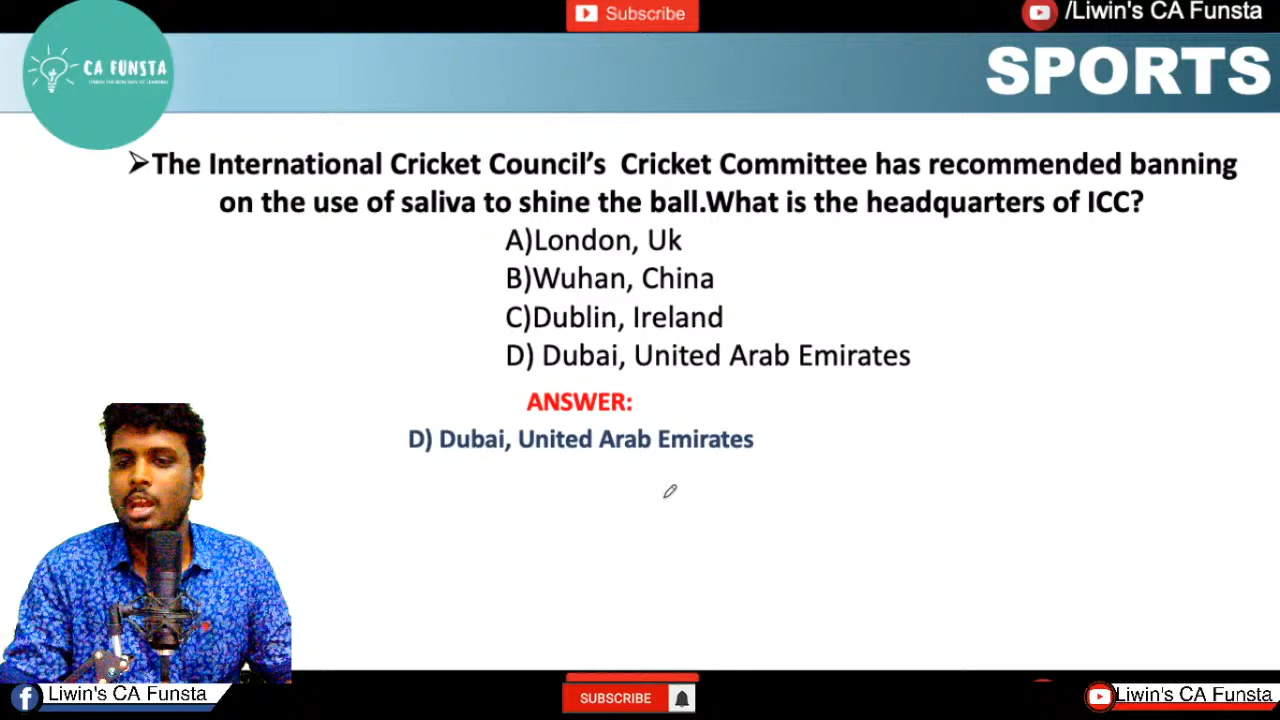 Subscribe
/Liwin's CA Funsta
CA FUNSTA
SPORTS
➢The International Cricket Council’s  Cricket Committee has recommended banning
on the use of saliva to shine the ball.What is the headquarters of ICC?
A)London, Uk
B)Wuhan, China
C)Dublin, Ireland
D) Dubai, United Arab Emirates
ANSWER:
D) Dubai, United Arab Emirates
Liwin's CA Funsta
SUBSCRIBE
Liwin's CA Funsta